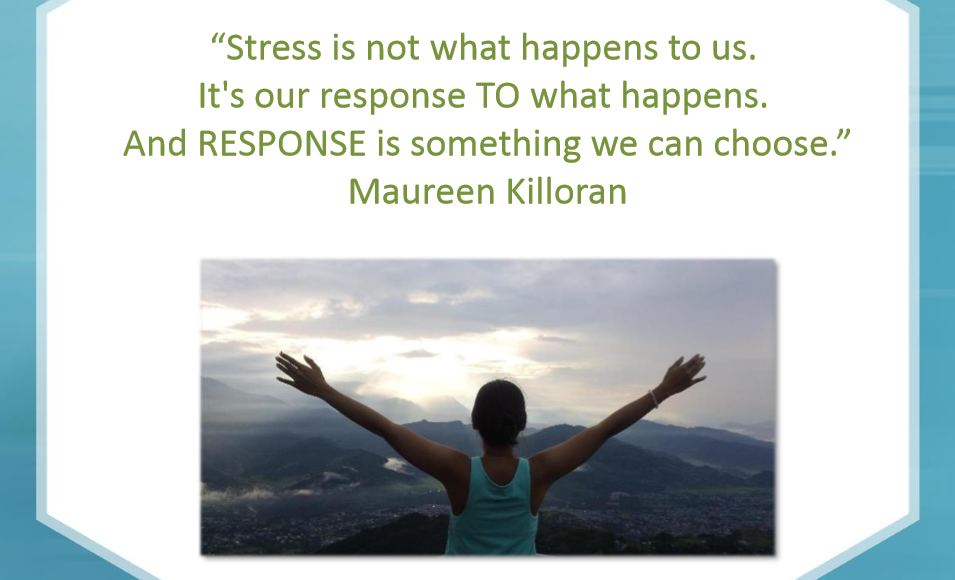 “Stress is not what happens to us.
It's our response TO what happens.
And RESPONSE is something we can choose.”
Maureen Killoran